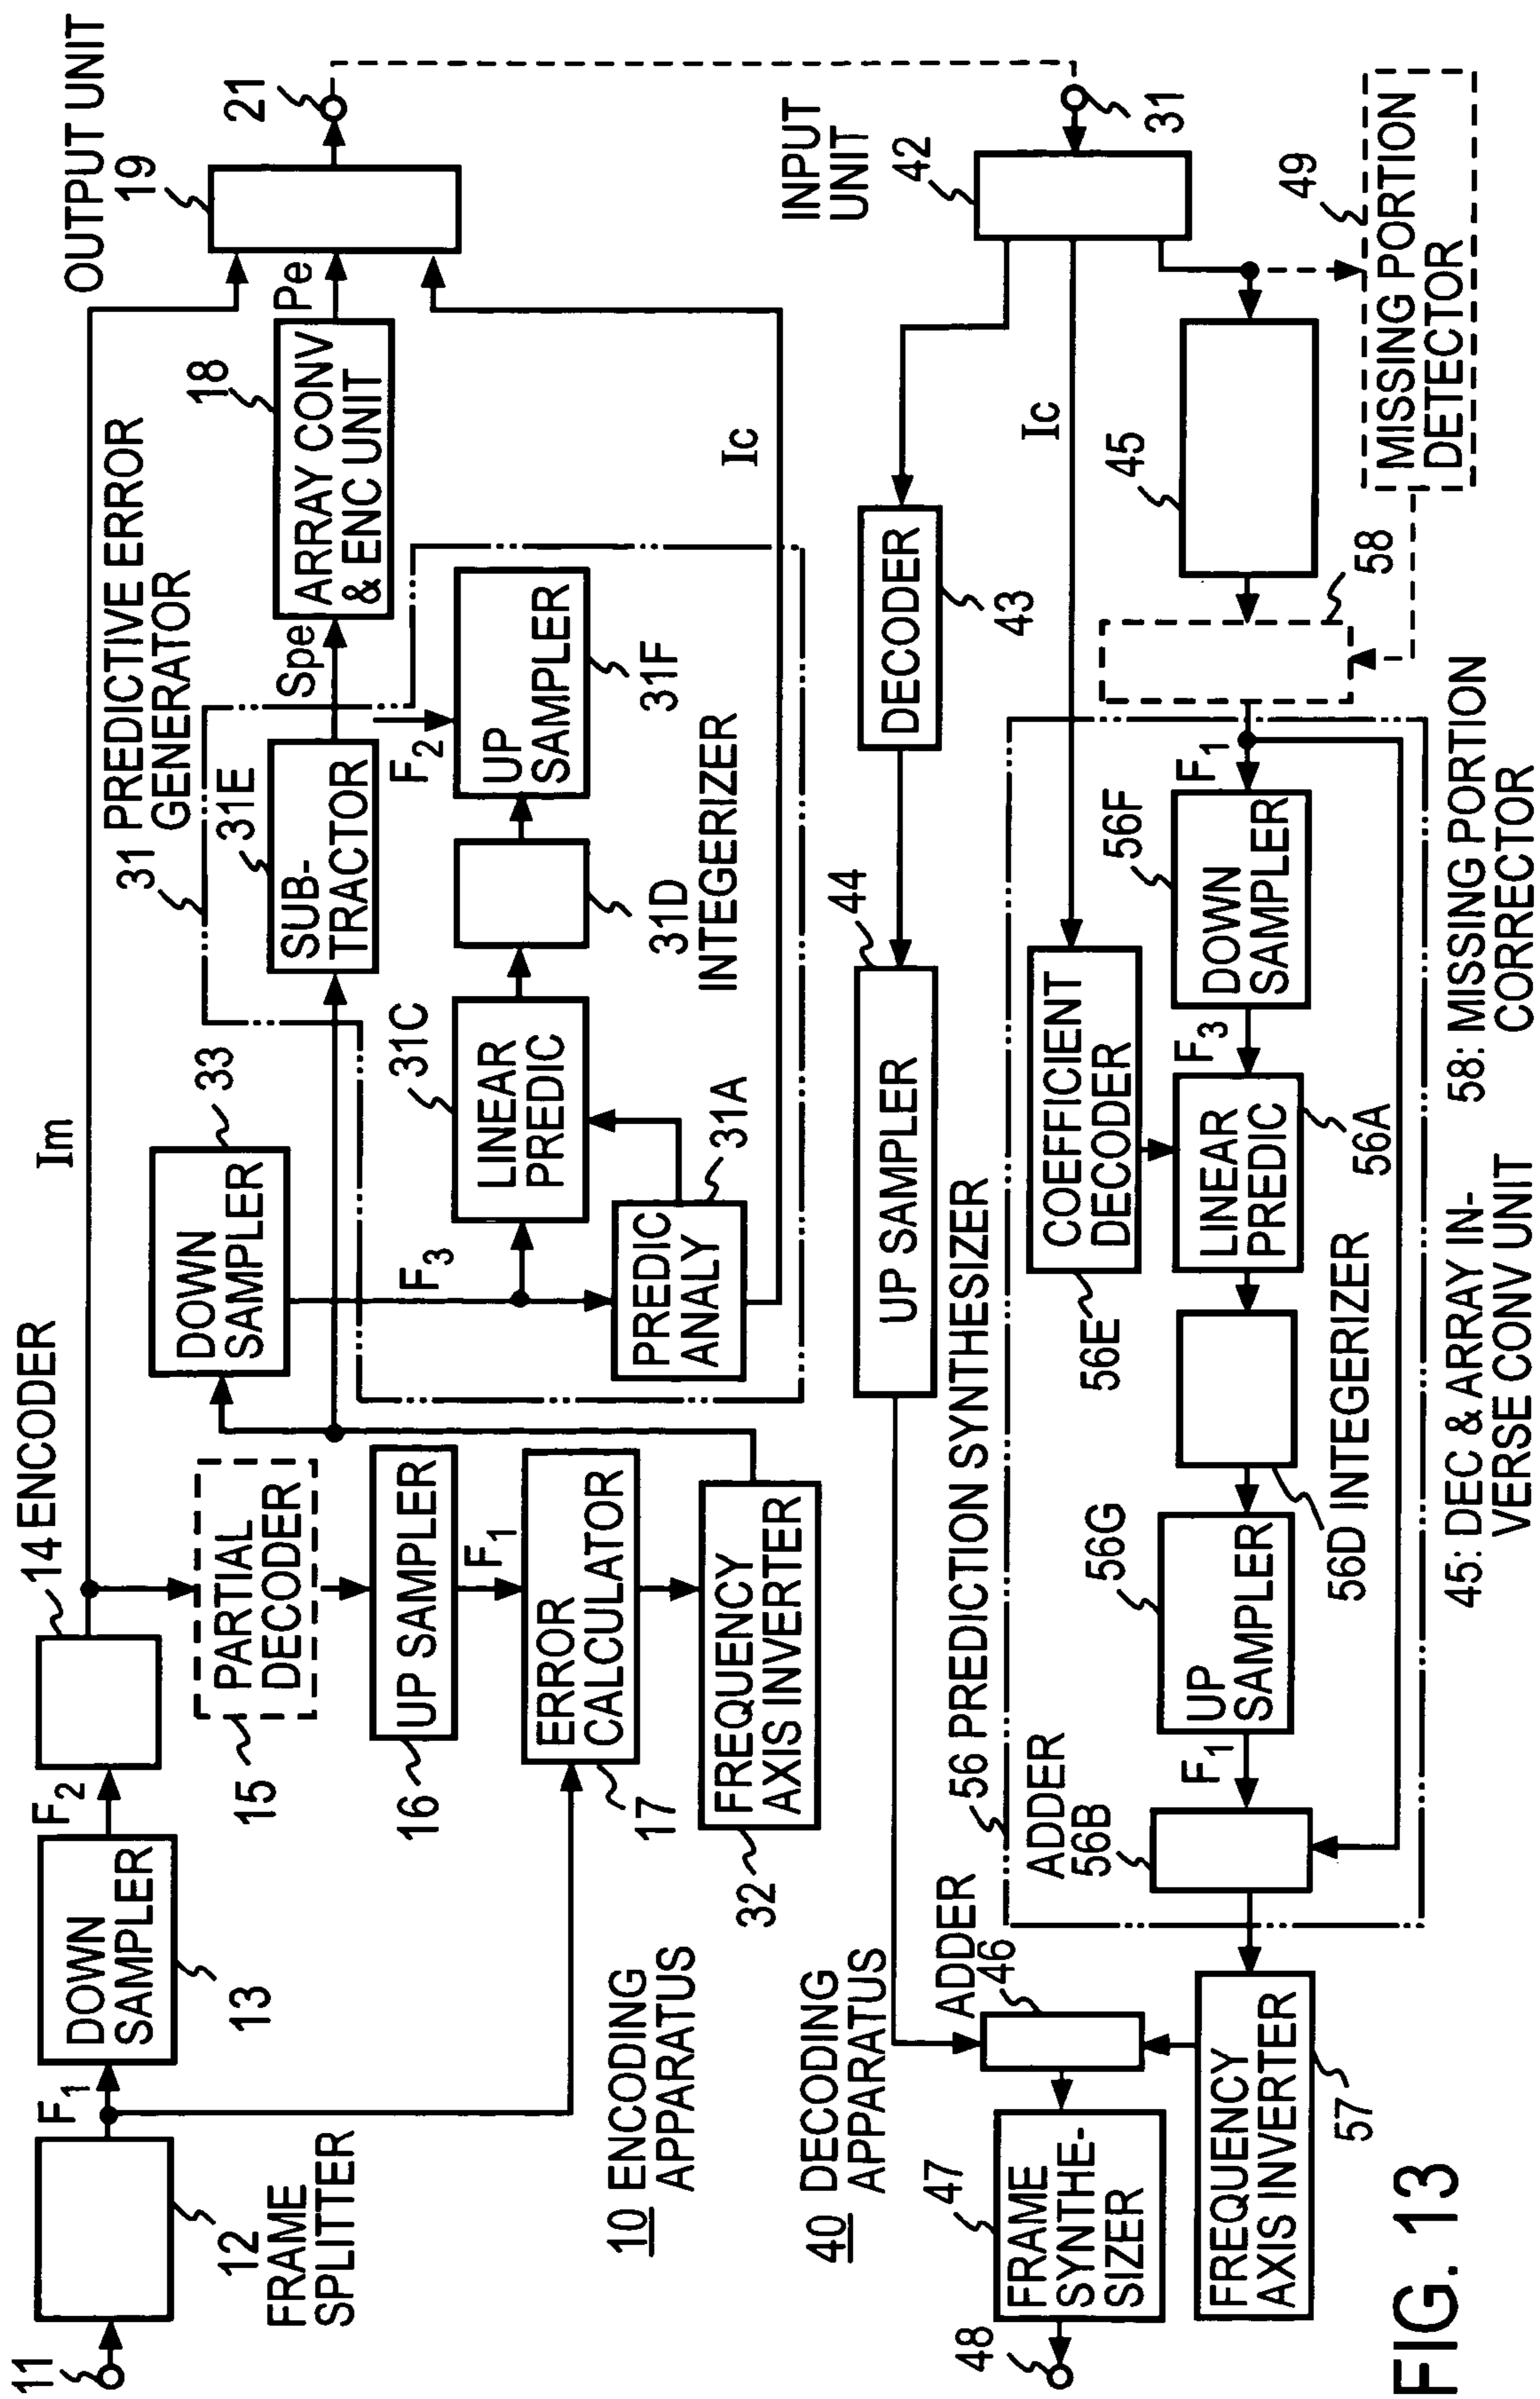 11
12
FRAME
SPLITTER
F1
DOWN
SAMPLER
13
F2
14 ENCODER
Im
OUTPUT UNIT
19
21
15
PARTIAL
DECODER
16
UP SAMPLER
F1
ERROR
CALCULATOR
17
FREQUENCY
AXIS INVERTER
32
DOWN
SAMPLER
33
31 PREDICTIVE ERROR
GENERATOR
31E
SUB-
TRACTOR
Spe
18
ARRAY CONV
& ENC UNIT
Pe
F2
UP
SAMPLER
31F
31D
INTEGERIZER
31C
LINEAR
PREDIC
F3
PREDIC
ANALY
31A
Ic
10 ENCODING
APPARATUS
40 DECODING
APPARATUS
INPUT
UNIT
42
31
DECODER
43
Ic
44
UP SAMPLER
45
49
MISSING PORTION
DETECTOR
58
56 PREDICTION SYNTHESIZER
COEFFICIENT
DECODER
56E
F1
56F
DOWN
SAMPLER
F3
LINEAR
PREDIC
56A
56D INTEGERIZER
56G
UP
SAMPLER
F1
ADDER
56B
ADDER
46
47
FRAME
SYNTHE-
SIZER
48
FREQUENCY
AXIS INVERTER
57
45: DEC & ARRAY IN-
VERSE CONV UNIT
58: MISSING PORTION
CORRECTOR
FIG. 13